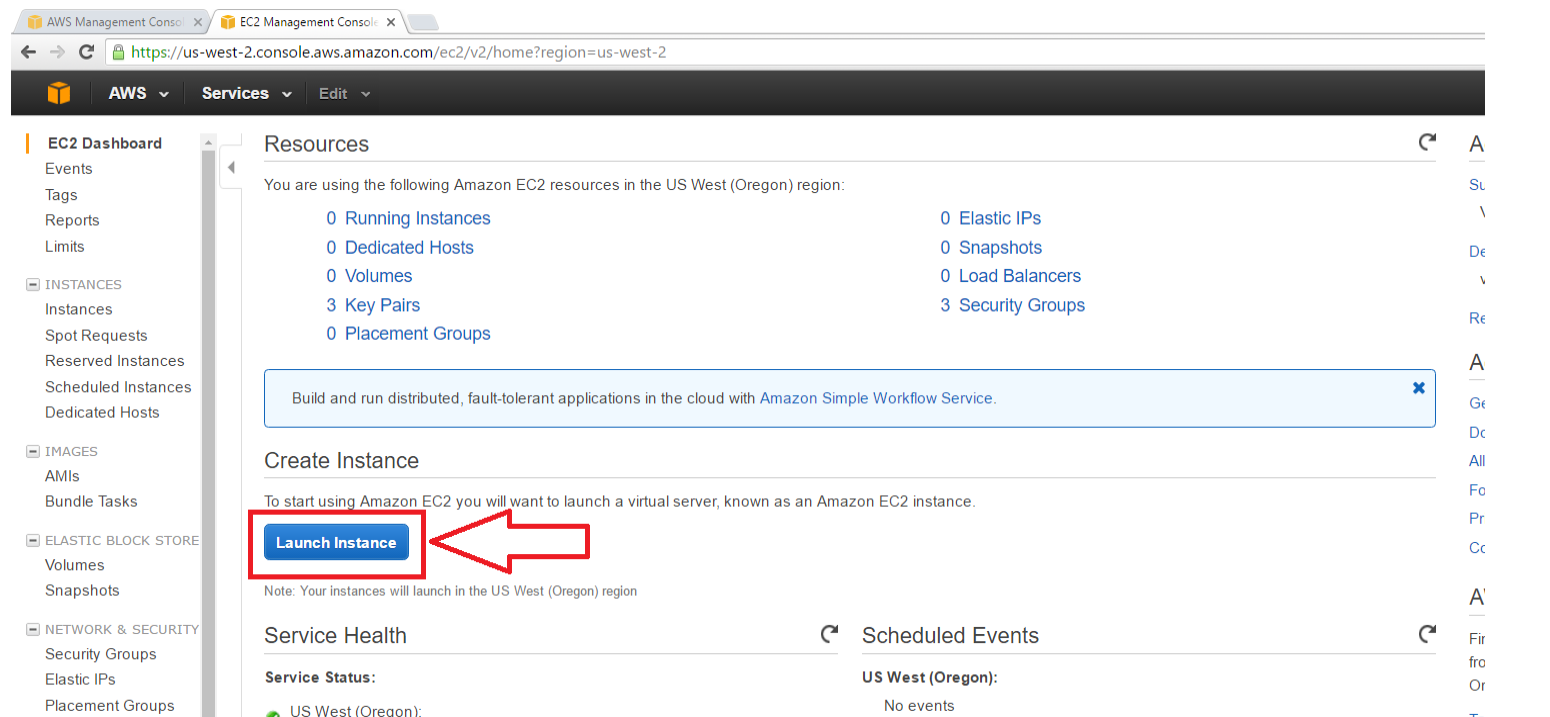 AWS Management Consol
EC2 Management Console
https://us-west-2.console.aws.amazon.com/ec2/v2/home?region=us-west-2
AWS Services Edit
EC2 Dashboard
Events
Tags
Reports
Limits
INSTANCES
Instances
Spot Requests
Reserved Instances
Scheduled Instances
Dedicated Hosts
IMAGES
AMIs
Bundle Tasks
ELASTIC BLOCK STORE
Volumes
Snapshots
NETWORK & SECURITY
Security Groups
Elastic IPs
Placement Groups
Resources
You are using the following Amazon EC2 resources in the US West (Oregon) region:
0 Running Instances
0 Dedicated Hosts
0 Volumes
3 Key Pairs
0 Placement Groups
0 Elastic IPs
0 Snapshots
0 Load Balancers
3 Security Groups
Build and run distributed, fault-tolerant applications in the cloud with Amazon Simple Workflow Service.
Create Instance
To start using Amazon EC2 you will want to launch a virtual server, known as an Amazon EC2 instance.
Launch Instance
Note: Your instances will launch in the US West (Oregon) region
Service Health
Service Status:
US West (Oregon):
Scheduled Events
US West (Oregon):
No events